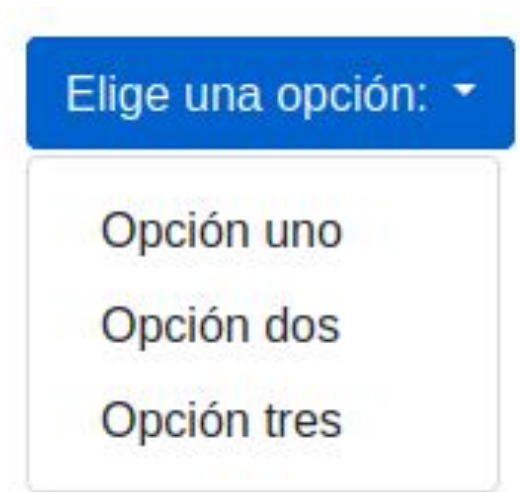 Elige una opción:
Opción uno
Opción dos
Opción tres